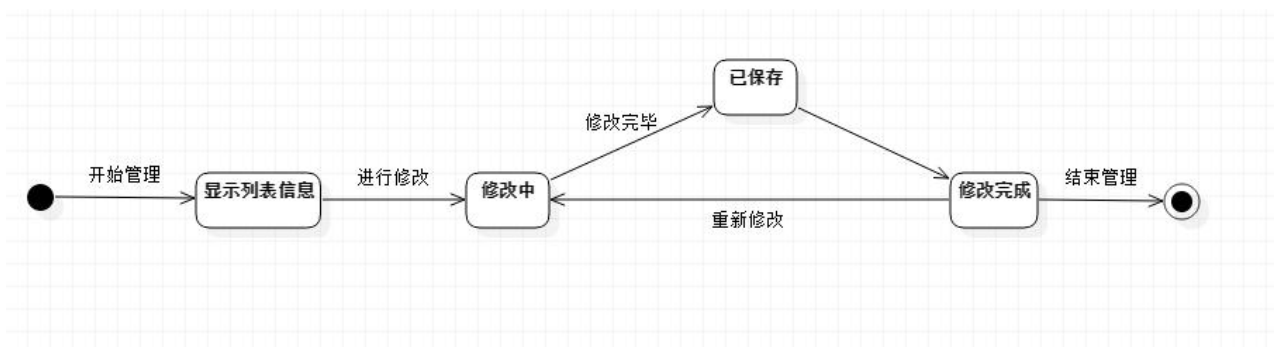 已保存
修改完毕
开始管理
显示列表信息
进行修改
修改中
修改完成
结束管理
重新修改